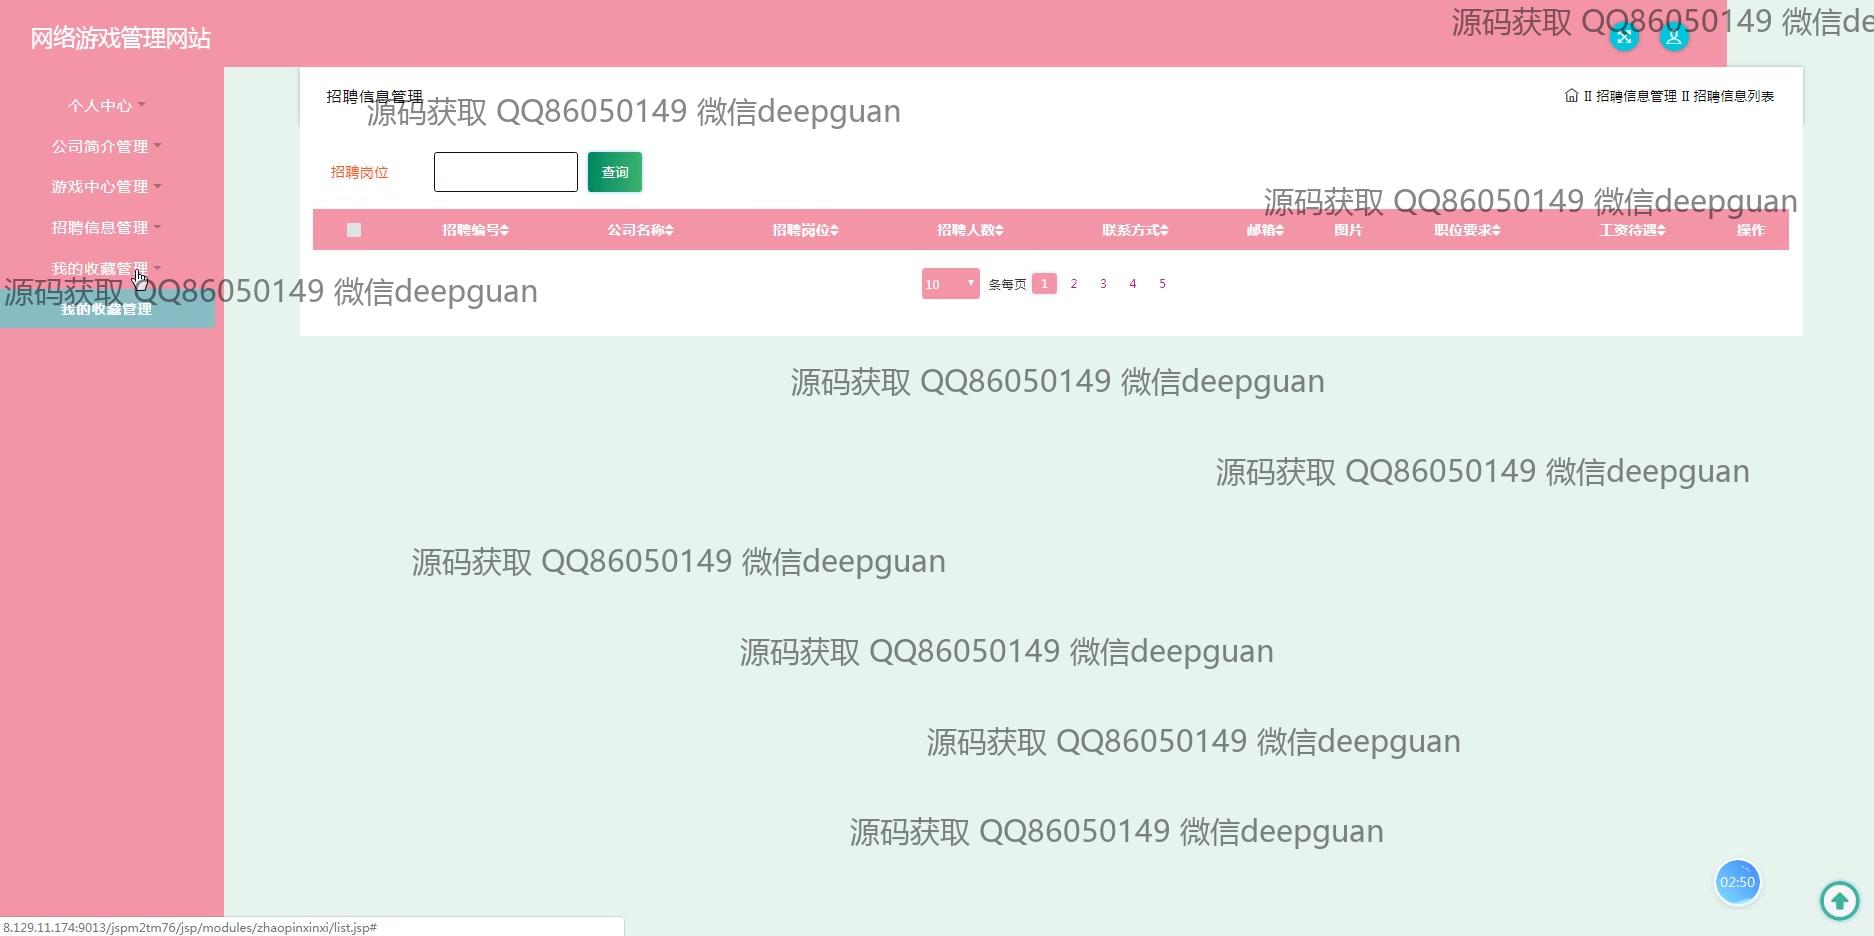 网络游戏管理网站
源码获取 QQ86050149 微信de
个人中心
公司简介管理
游戏中心管理
招聘信息管理
我的收藏管理
我的收藏管理
招聘信息管理
II 招聘信息管理 II 招聘信息列表
源码获取 QQ86050149 微信deepguan
招聘岗位 查询
源码获取 QQ86050149 微信deepguan
招聘编号 公司名称 招聘岗位 招聘人数 联系方式 邮箱 图片 职位要求 工资待遇 操作
10 条每页 1 2 3 4 5
源码获取 QQ86050149 微信deepguan
源码获取 QQ86050149 微信deepguan
源码获取 QQ86050149 微信deepguan
源码获取 QQ86050149 微信deepguan
源码获取 QQ86050149 微信deepguan
源码获取 QQ86050149 微信deepguan
源码获取 QQ86050149 微信deepguan
02:50
8.129.11.174:9013/jspm2tm76/jsp/modules/zhaopinxinxi/list.jsp#